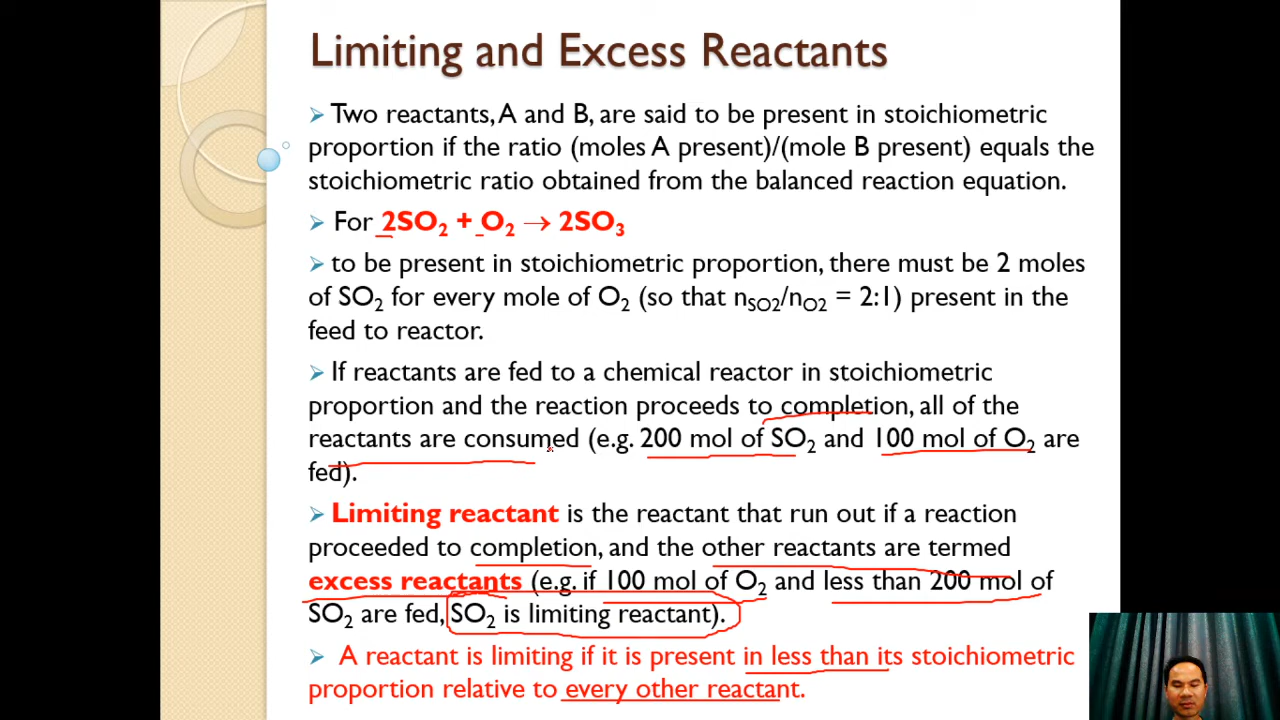 Limiting and Excess Reactants
➢ Two reactants, A and B, are said to be present in stoichiometric
proportion if the ratio (moles A present)/(mole B present) equals the
stoichiometric ratio obtained from the balanced reaction equation.
➢ For 2SO₂ + O₂ → 2SO₃
➢ to be present in stoichiometric proportion, there must be 2 moles
of SO₂ for every mole of O₂ (so that n_SO2/n_O2 = 2:1) present in the
feed to reactor.
➢ If reactants are fed to a chemical reactor in stoichiometric
proportion and the reaction proceeds to completion, all of the
reactants are consumed (e.g. 200 mol of SO₂ and 100 mol of O₂ are
fed).
➢ Limiting reactant is the reactant that run out if a reaction
proceeded to completion, and the other reactants are termed
excess reactants (e.g. if 100 mol of O₂ and less than 200 mol of
SO₂ are fed, SO₂ is limiting reactant).
➢ A reactant is limiting if it is present in less than its stoichiometric
proportion relative to every other reactant.